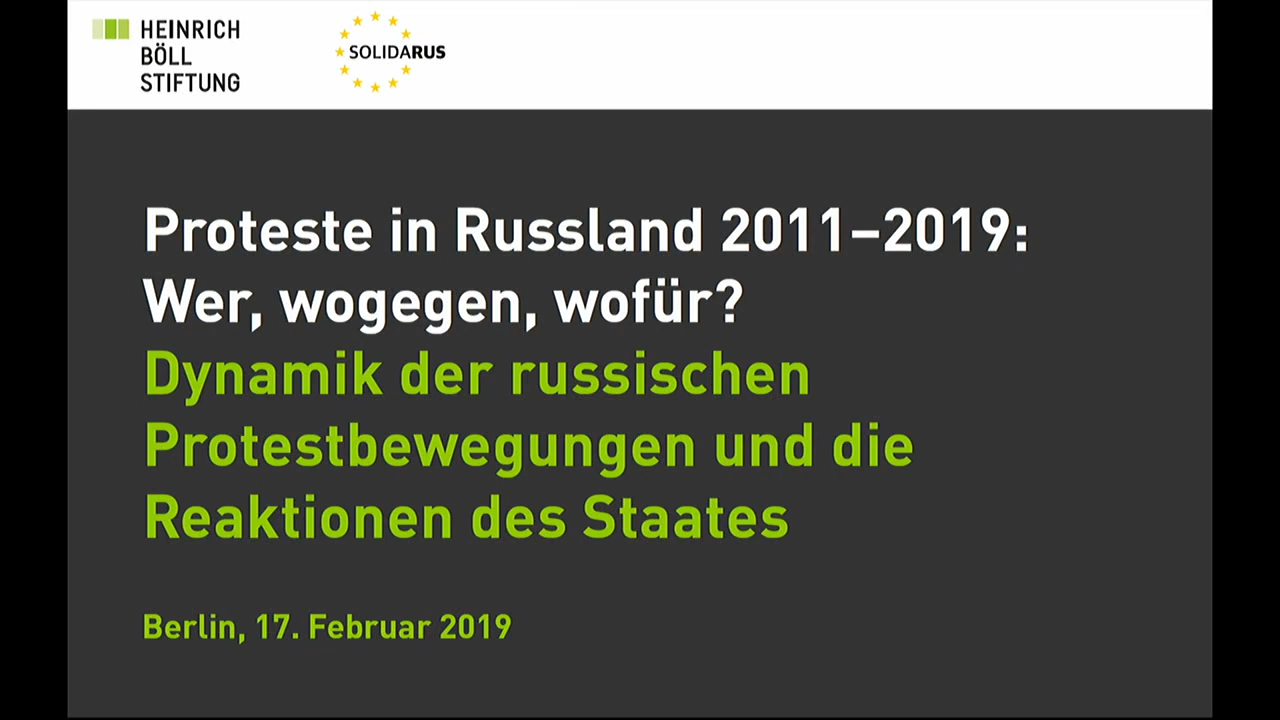 HEINRICH
BÖLL
STIFTUNG
SOLIDARUS
Proteste in Russland 2011–2019:
Wer, wogegen, wofür?
Dynamik der russischen
Protestbewegungen und die
Reaktionen des Staates
Berlin, 17. Februar 2019